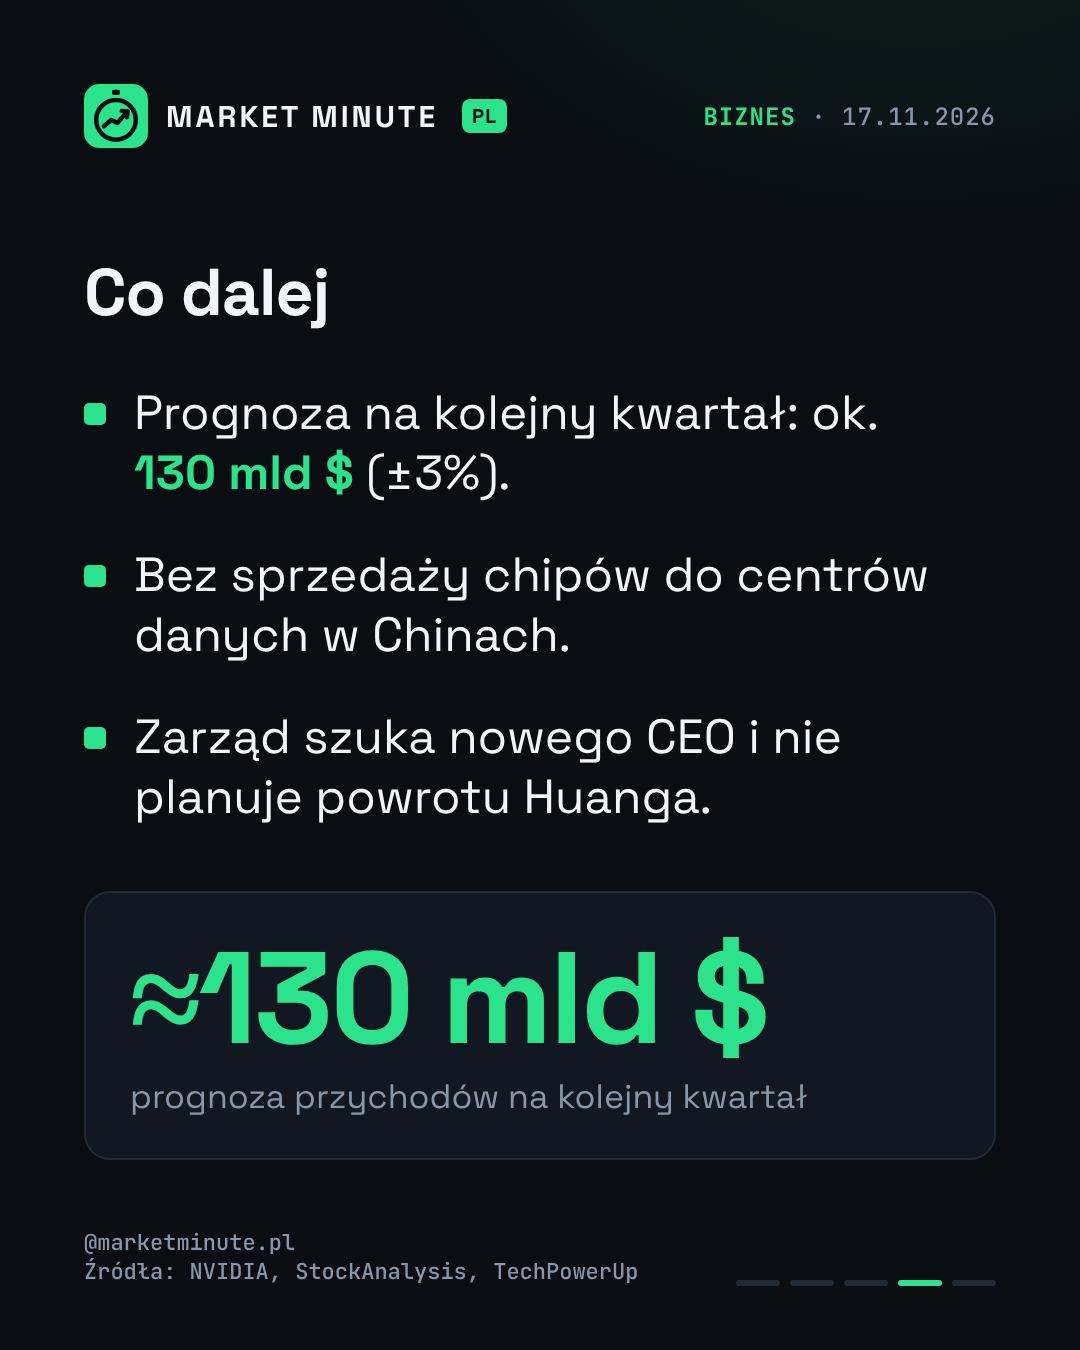 MARKET MINUTE PL
BIZNES · 17.11.2026
Co dalej
Prognoza na kolejny kwartał: ok.
130 mld $ (±3%).
Bez sprzedaży chipów do centrów
danych w Chinach.
Zarząd szuka nowego CEO i nie
planuje powrotu Huanga.
≈130 mld $
prognoza przychodów na kolejny kwartał
@marketminute.pl
Źródła: NVIDIA, StockAnalysis, TechPowerUp